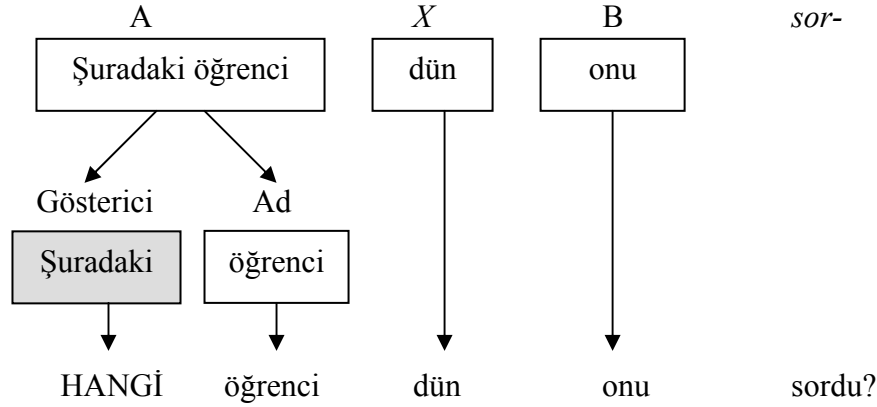 A X B sor-
Şuradaki öğrenci dün onu
Gösterici Ad
Şuradaki öğrenci
HANGİ öğrenci dün onu sordu?